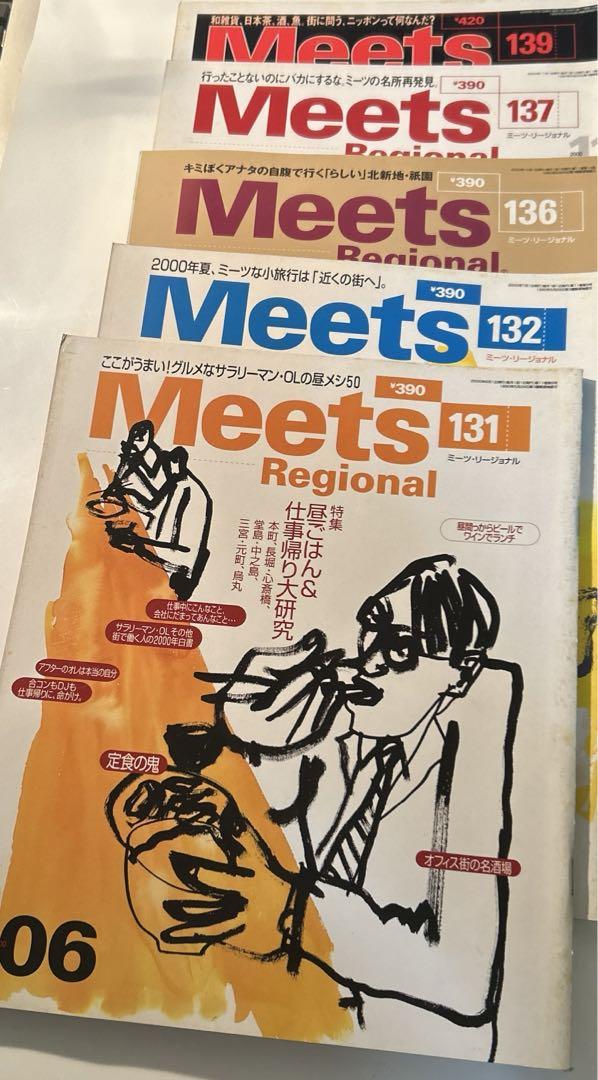 和雑貨、日本茶、酒、魚、街に問う、ニッポンって何なんだ?
¥420
Meets
139
行ったことないのにバカにするな。ミーツの名所再発見。
¥390
Meets
137
ミーツ・リージョナル
Regional
キミぼくアナタの自腹で行く「らしい」北新地・祇園
¥390
Meets
136
ミーツ・リージョナル
Regional
2000年夏、ミーツな小旅行は「近くの街へ」。
¥390
Meets
132
ミーツ・リージョナル
ここがうまい!グルメなサラリーマン・OLの昼メシ50
¥390
Meets
131
Regional
ミーツ・リージョナル
特集
昼ごはん&
仕事帰り大研究
本町、長堀・心斎橋、
堂島・中之島、
三宮・元町、烏丸
昼間っからビールで
ワインでランチ
仕事中にこんなこと、
会社にだまってあんなこと…
サラリーマン・OLその他
街で働く人の2000年白書
アフターのオレは本当の自分
合コンもDJも
仕事帰りに、命がけ。
定食の鬼
オフィス街の名酒場
06